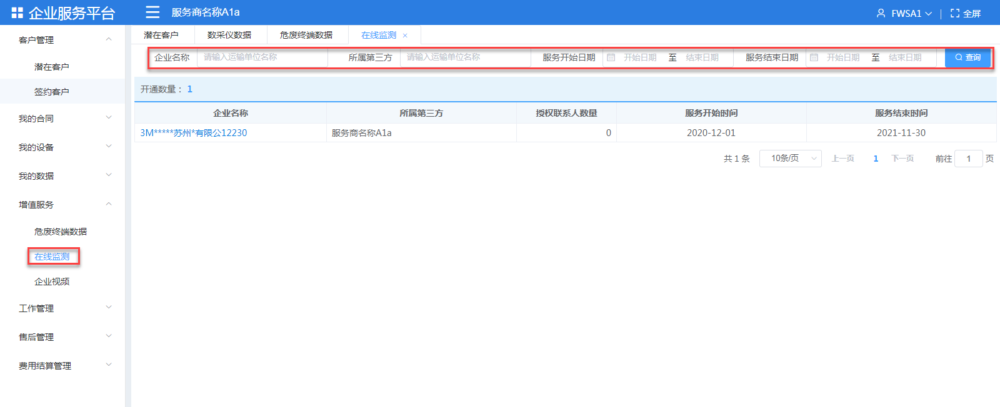 企业服务平台
服务商名称A1a
FWSA1
全屏
客户管理
潜在客户
签约客户
我的合同
我的设备
我的数据
增值服务
危废终端数据
在线监测
企业视频
工作管理
售后管理
费用结算管理
潜在客户 数采仪数据 危废终端数据 在线监测 ×
企业名称 请输入运输单位名称 所属第三方 请输入运输单位名称 服务开始日期 开始日期 至 结束日期 服务结束日期 开始日期 至 结束日期 查询
开通数量： 1
企业名称 所属第三方 授权联系人数量 服务开始时间 服务结束时间
3M*****苏州*有限公12230 服务商名称A1a 0 2020-12-01 2021-11-30
共 1 条 10条/页 上一页 1 下一页 前往 1 页